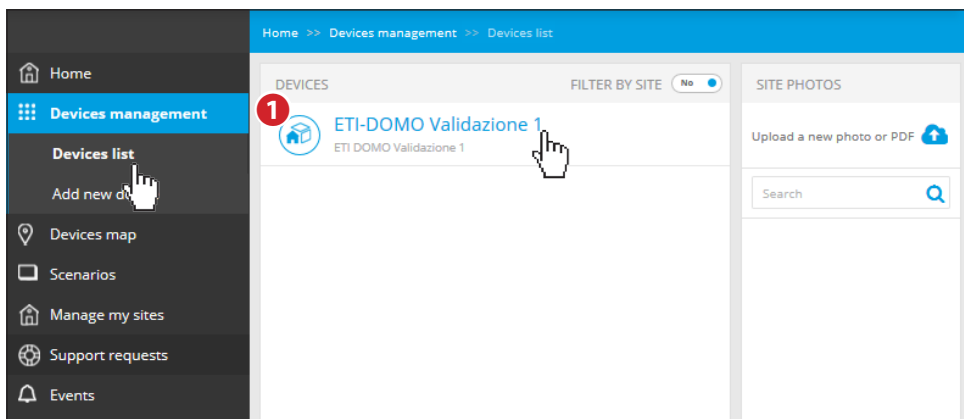 Home >> Devices management >> Devices list
Home
Devices management
Devices list
Add new d
Devices map
Scenarios
Manage my sites
Support requests
Events
DEVICES
FILTER BY SITE No
1
ETI-DOMO Validazione 1
ETI DOMO Validazione 1
SITE PHOTOS
Upload a new photo or PDF
Search